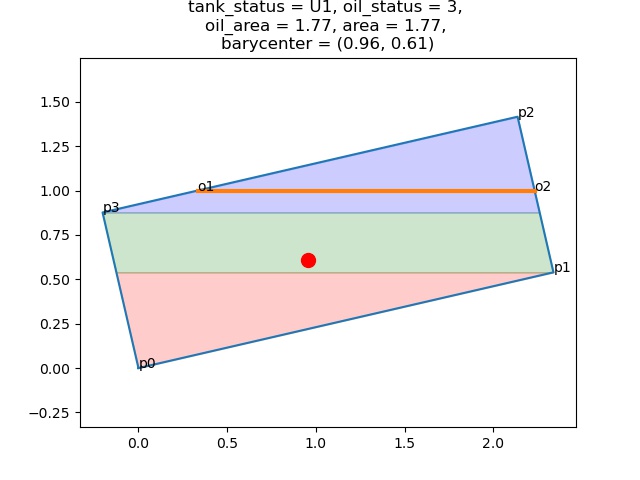 tank_status = U1, oil_status = 3,
oil_area = 1.77, area = 1.77,
barycenter = (0.96, 0.61)
1.50
1.25
1.00
0.75
0.50
0.25
0.00
−0.25
p2
o1
o2
p3
p1
p0
0.0 0.5 1.0 1.5 2.0